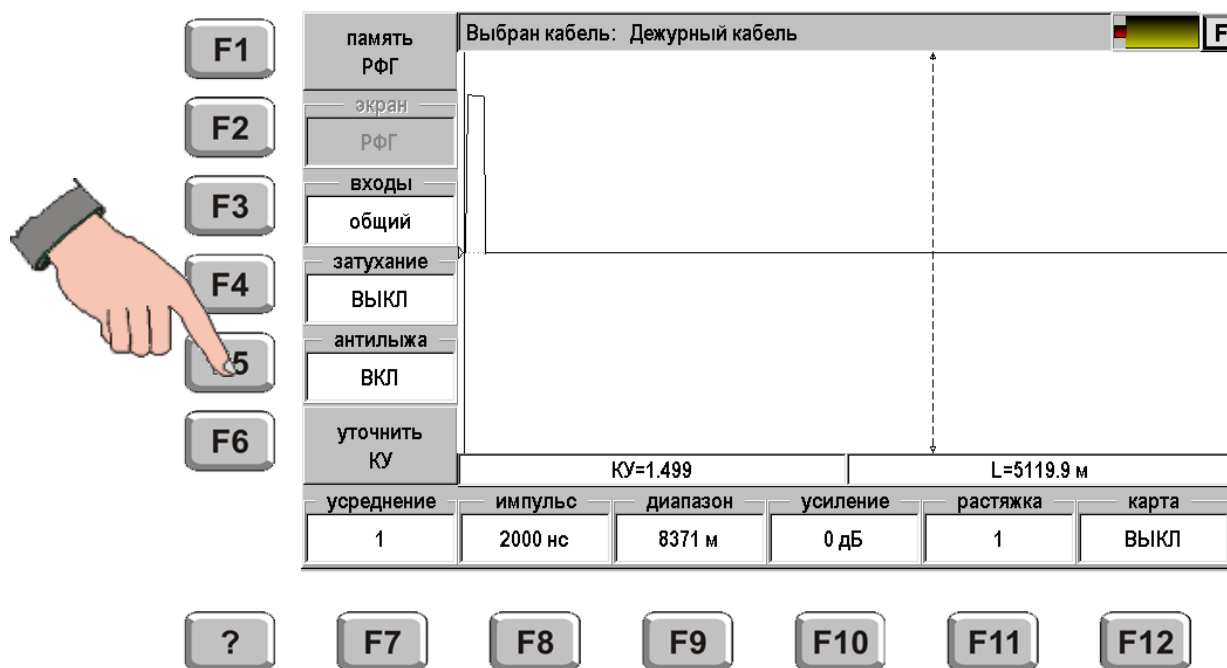 F1
память
РФГ
Выбран кабель: Дежурный кабель
F
F2
экран
РФГ
F3
входы
общий
F4
затухание
ВЫКЛ
5
антилыжа
ВКЛ
F6
уточнить
КУ
КУ=1.499
L=5119.9 м
усреднение
импульс
диапазон
усиление
растяжка
карта
1
2000 нс
8371 м
0 дБ
1
ВЫКЛ
?
F7
F8
F9
F10
F11
F12